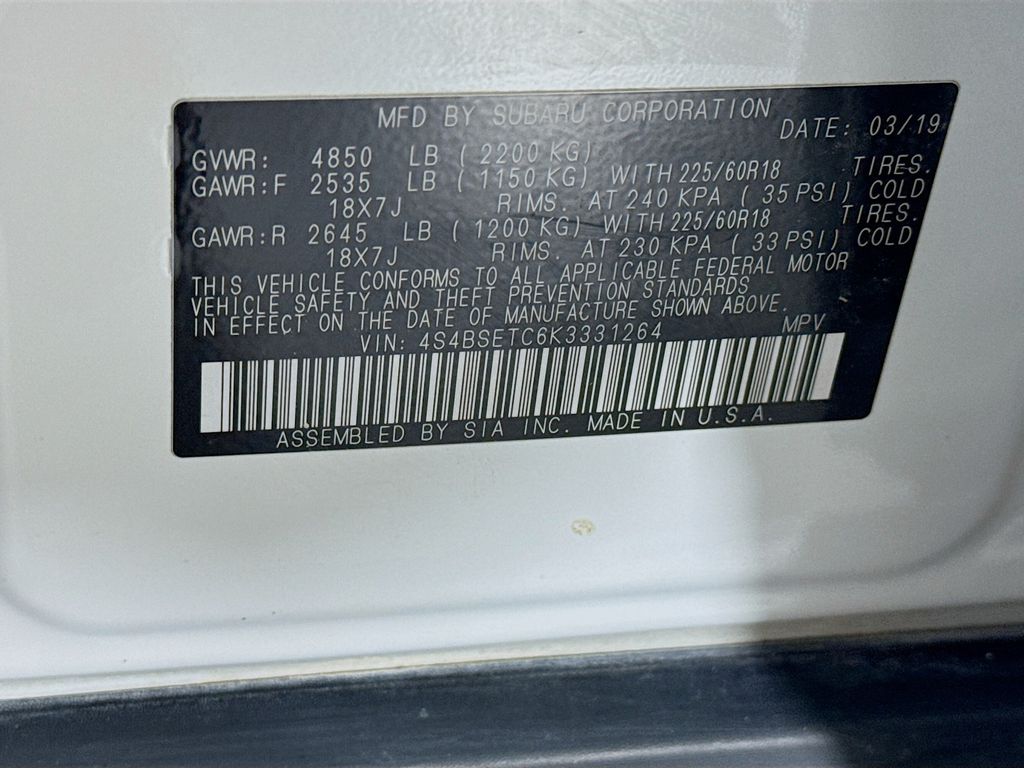 MFD BY SUBARU CORPORATION
DATE: 03/19
GVWR: 4850 LB ( 2200 KG)
GAWR:F 2535 LB ( 1150 KG) WITH 225/60R18 TIRES.
18X7J RIMS. AT 240 KPA ( 35 PSI) COLD
GAWR:R 2645 LB ( 1200 KG) WITH 225/60R18 TIRES.
18X7J RIMS. AT 230 KPA ( 33 PSI) COLD
THIS VEHICLE CONFORMS TO ALL APPLICABLE FEDERAL MOTOR
VEHICLE SAFETY AND THEFT PREVENTION STANDARDS
IN EFFECT ON THE DATE OF MANUFACTURE SHOWN ABOVE.
VIN: 4S4BSETC6K3331264 MPV
ASSEMBLED BY SIA INC. MADE IN U.S.A.